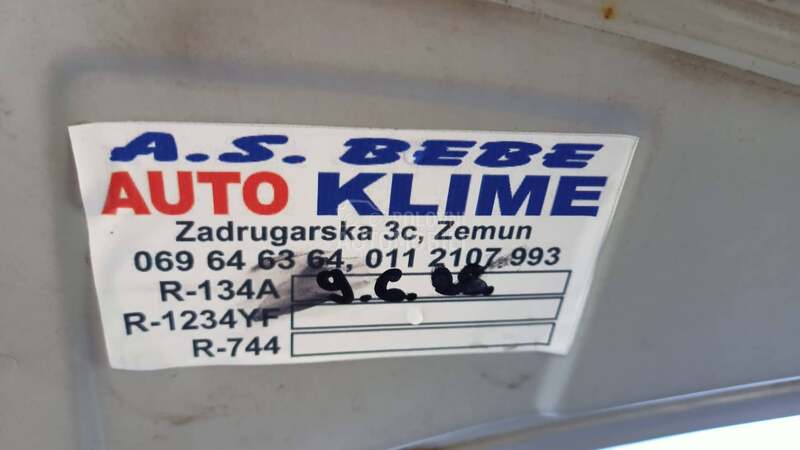 A.S. BEBE
AUTO KLIME
Zadrugarska 3c, Zemun
069 64 63 64, 011 2107 993
R-134A
R-1234YF
R-744